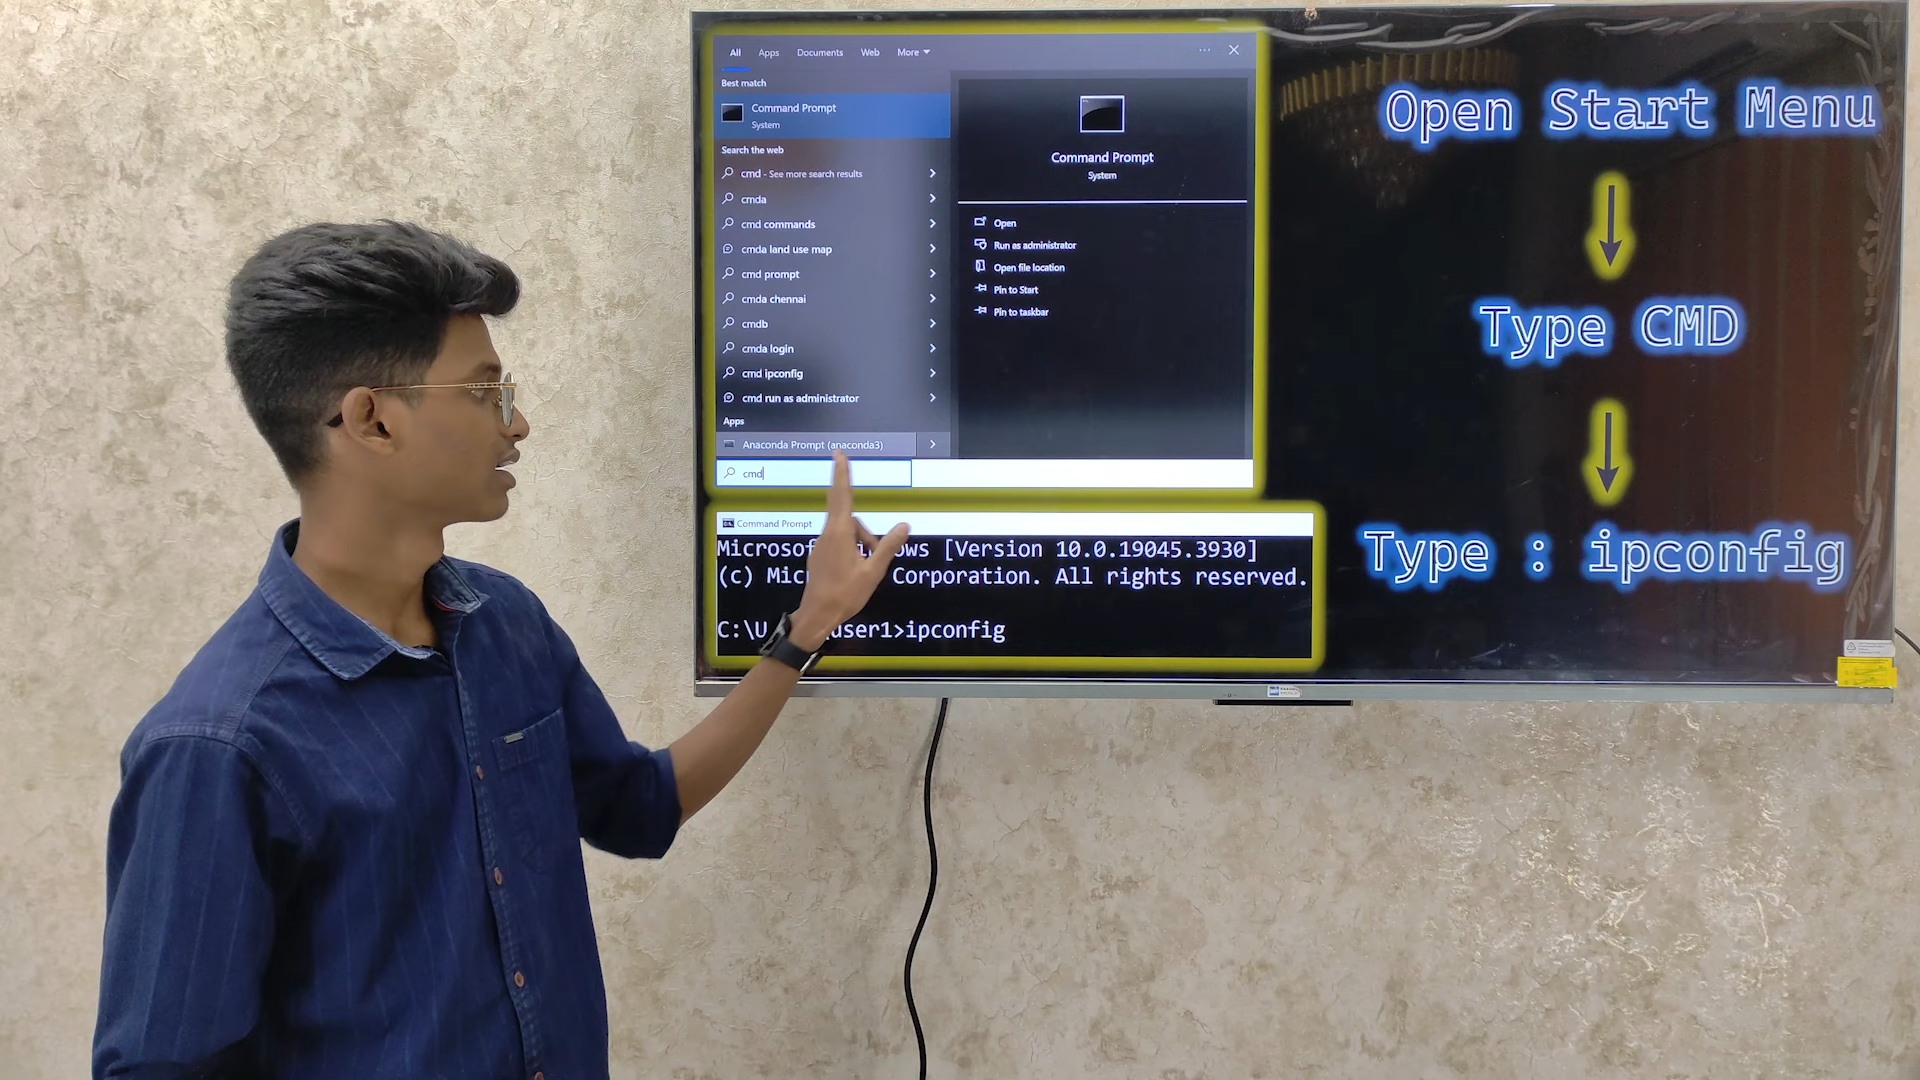 All Apps Documents Web More
Best match
Command Prompt
System
Search the web
cmd - See more search results
cmda
cmd commands
cmda land use map
cmd prompt
cmda chennai
cmdb
cmda login
cmd ipconfig
cmd run as administrator
Apps
Anaconda Prompt (anaconda3)
cmd
Command Prompt
System
Open
Run as administrator
Open file location
Pin to Start
Pin to taskbar
Command Prompt
[Version 10.0.19045.3930]
(c) Corporation. All rights reserved.
user1>ipconfig
Open Start Menu
Type CMD
Type : ipconfig